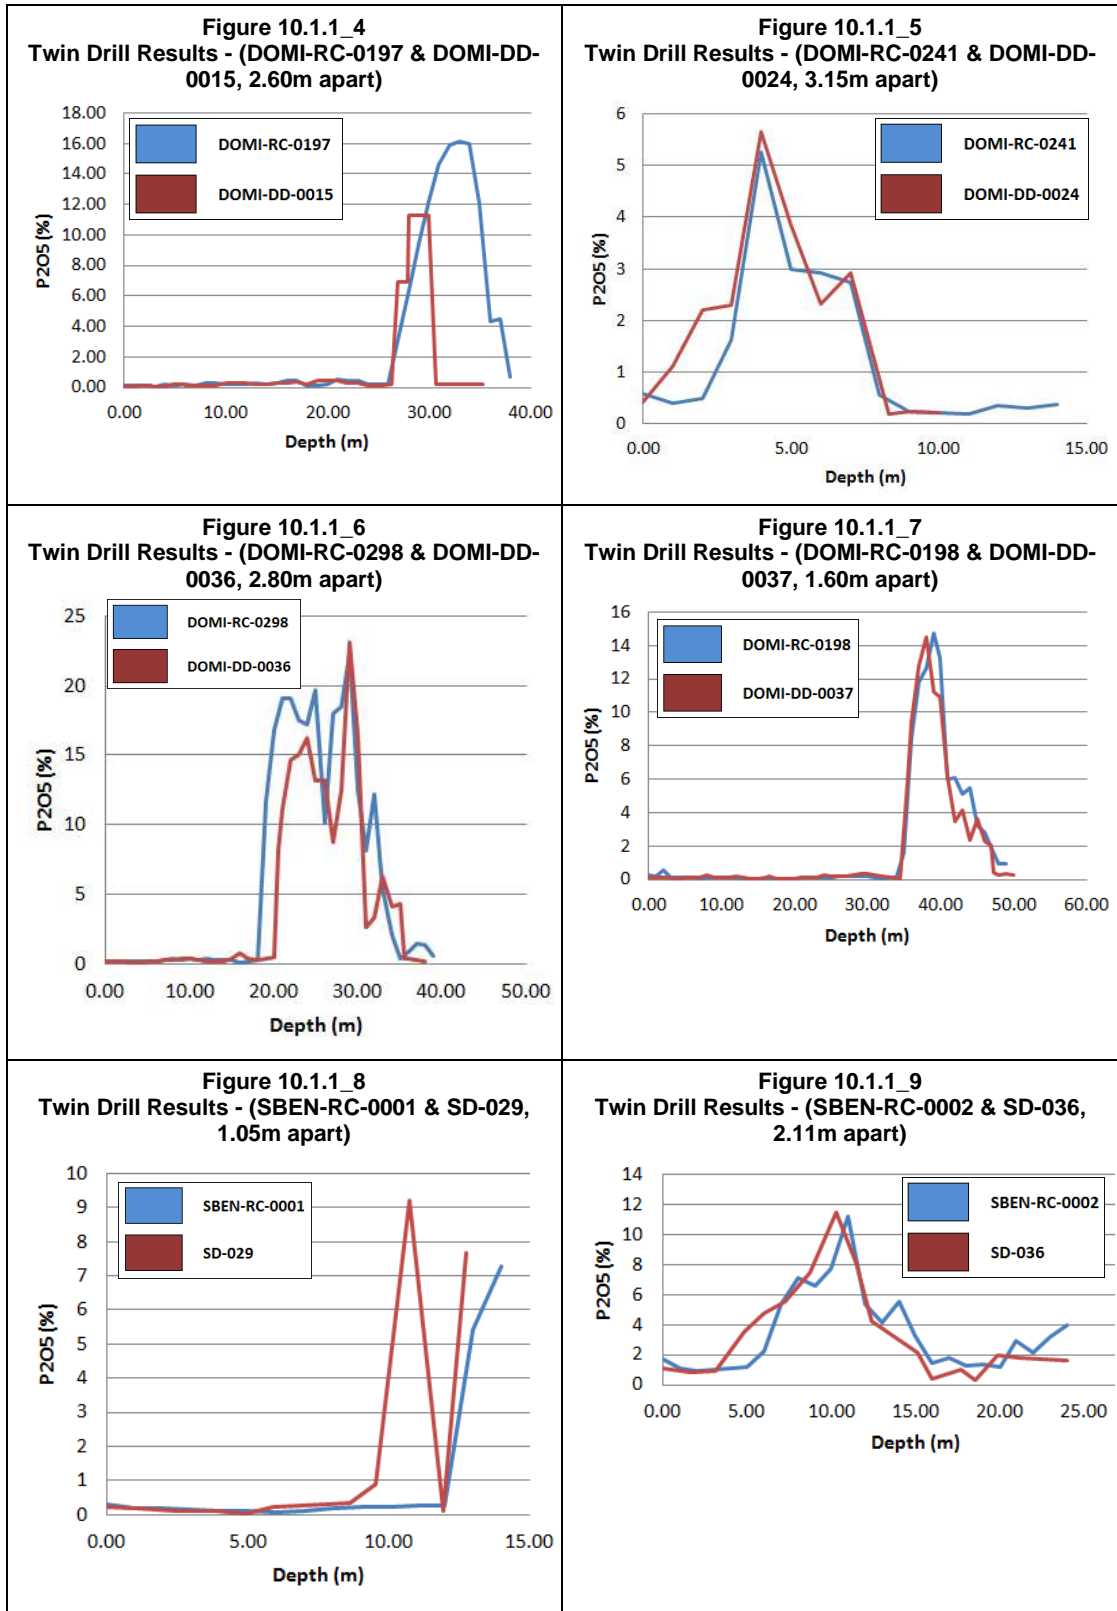 Figure 10.1.1_4
Twin Drill Results - (DOMI-RC-0197 & DOMI-DD-
0015, 2.60m apart)
18.00
16.00
14.00
12.00
10.00
8.00
6.00
4.00
2.00
0.00
P2O5 (%)
DOMI-RC-0197
DOMI-DD-0015
0.00 10.00 20.00 30.00 40.00
Depth (m)
Figure 10.1.1_5
Twin Drill Results - (DOMI-RC-0241 & DOMI-DD-
0024, 3.15m apart)
6
5
4
3
2
1
0
P2O5 (%)
DOMI-RC-0241
DOMI-DD-0024
0.00 5.00 10.00 15.00
Depth (m)
Figure 10.1.1_6
Twin Drill Results - (DOMI-RC-0298 & DOMI-DD-
0036, 2.80m apart)
25
20
15
10
5
0
P2O5 (%)
DOMI-RC-0298
DOMI-DD-0036
0.00 10.00 20.00 30.00 40.00 50.00
Depth (m)
Figure 10.1.1_7
Twin Drill Results - (DOMI-RC-0198 & DOMI-DD-
0037, 1.60m apart)
16
14
12
10
8
6
4
2
0
P2O5 (%)
DOMI-RC-0198
DOMI-DD-0037
0.00 10.00 20.00 30.00 40.00 50.00 60.00
Depth (m)
Figure 10.1.1_8
Twin Drill Results - (SBEN-RC-0001 & SD-029,
1.05m apart)
10
9
8
7
6
5
4
3
2
1
0
P2O5 (%)
SBEN-RC-0001
SD-029
0.00 5.00 10.00 15.00
Depth (m)
Figure 10.1.1_9
Twin Drill Results - (SBEN-RC-0002 & SD-036,
2.11m apart)
14
12
10
8
6
4
2
0
P2O5 (%)
SBEN-RC-0002
SD-036
0.00 5.00 10.00 15.00 20.00 25.00
Depth (m)